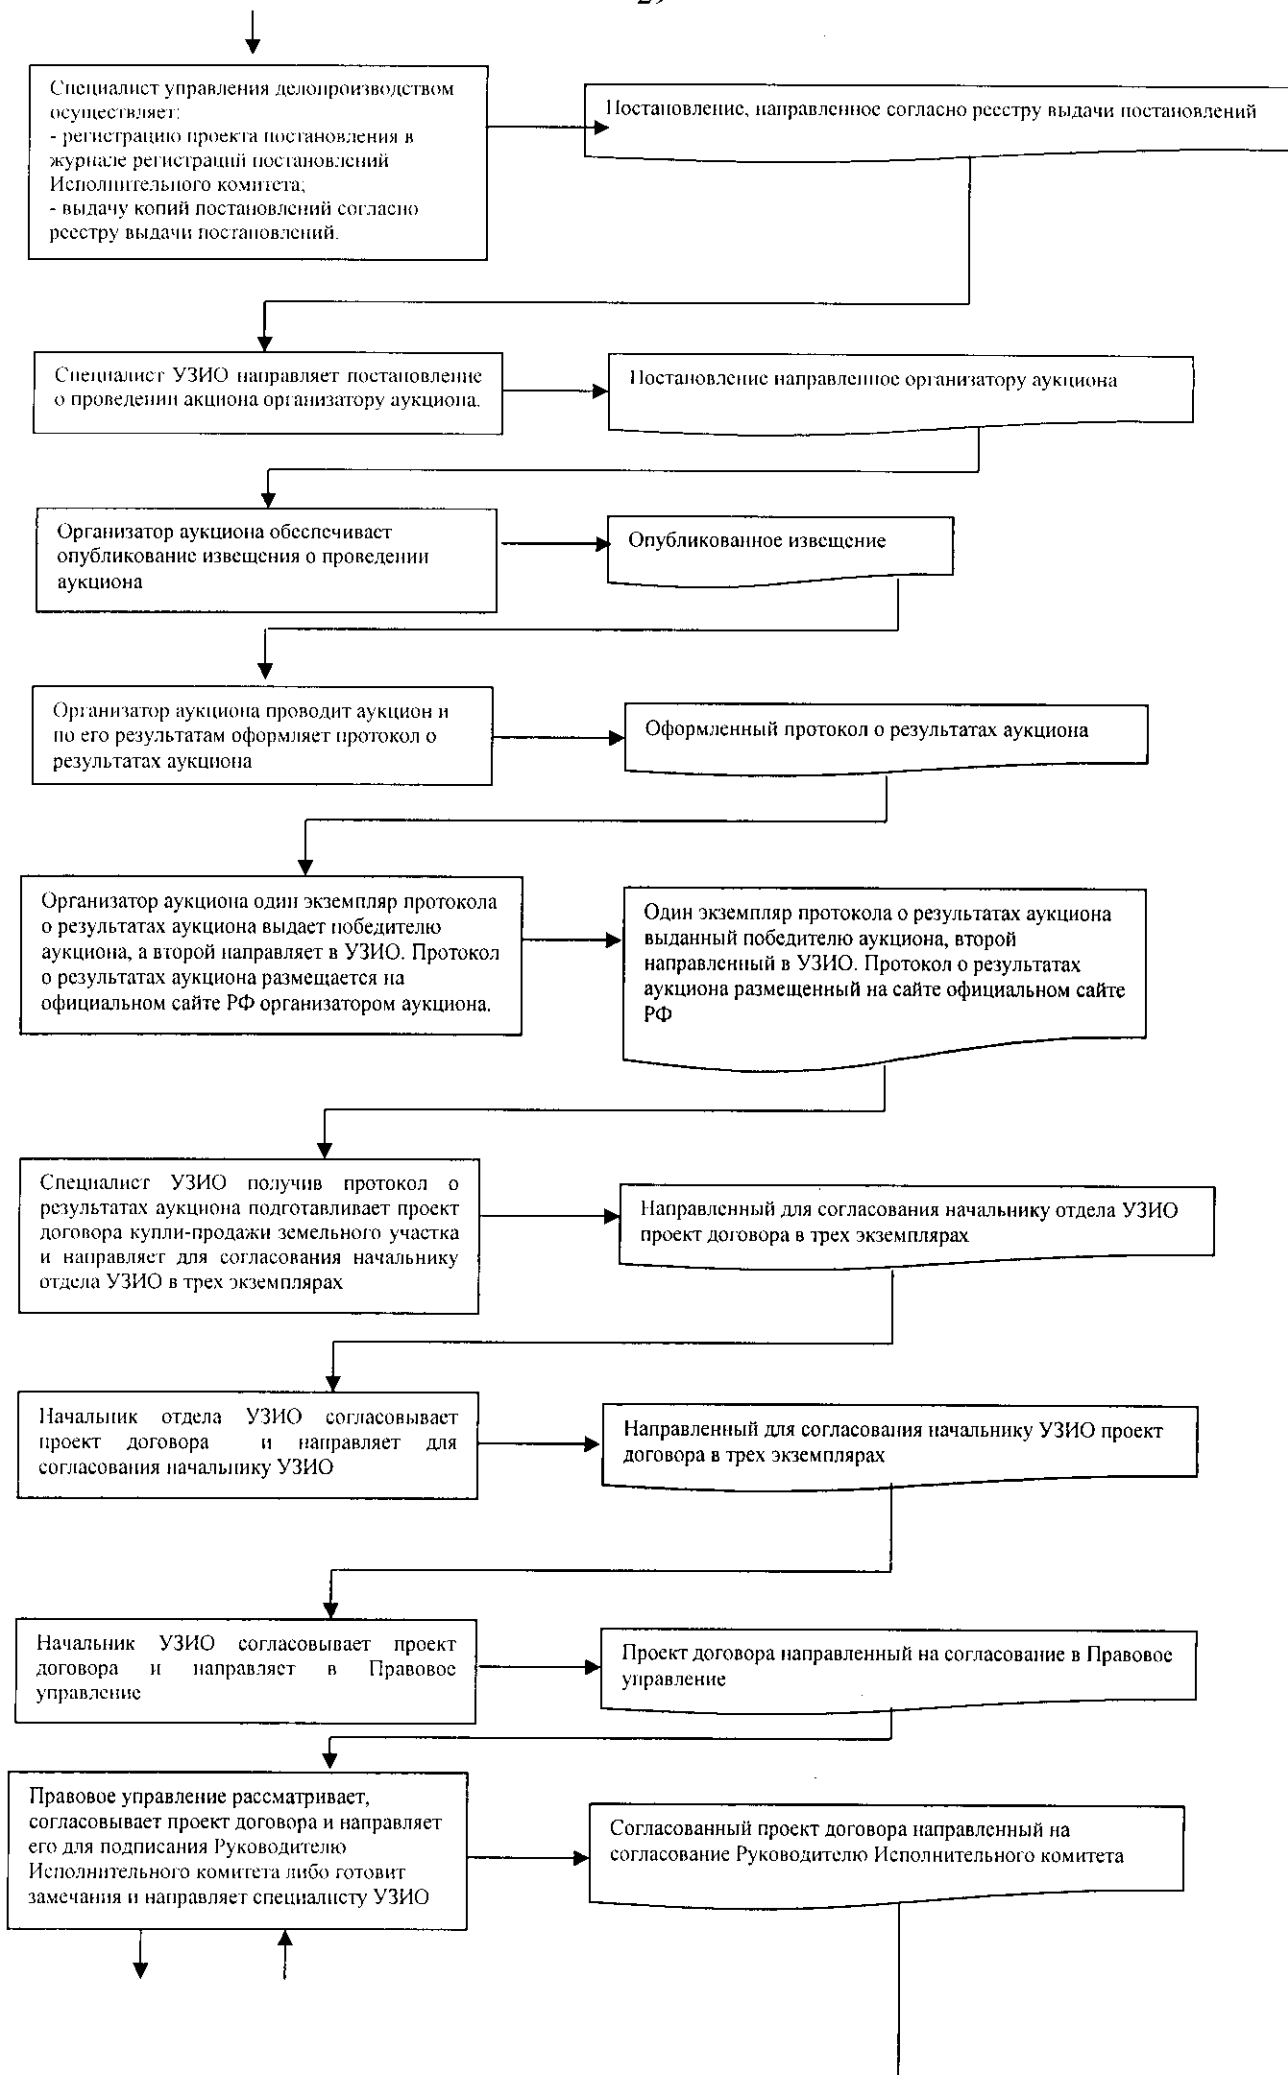 29
Специалист управления делопроизводством
осуществляет:
- регистрацию проекта постановления в
журнале регистраций постановлений
Исполнительного комитета;
- выдачу копий постановлений согласно
реестру выдачи постановлений.
Постановление, направленное согласно реестру выдачи постановлений
Специалист УЗИО направляет постановление
о проведении акциона организатору аукциона.
Постановление направленное организатору аукциона
Организатор аукциона обеспечивает
опубликование извещения о проведении
аукциона
Опубликованное извещение
Организатор аукциона проводит аукцион и
по его результатам оформляет протокол о
результатах аукциона
Оформленный протокол о результатах аукциона
Организатор аукциона один экземпляр протокола
о результатах аукциона выдает победителю
аукциона, а второй направляет в УЗИО. Протокол
о результатах аукциона размещается на
официальном сайте РФ организатором аукциона.
Один экземпляр протокола о результатах аукциона
выданный победителю аукциона, второй
направленный в УЗИО. Протокол о результатах
аукциона размещенный на сайте официальном сайте
РФ
Специалист УЗИО получив протокол о
результатах аукциона подготавливает проект
договора купли-продажи земельного участка
и направляет для согласования начальнику
отдела УЗИО в трех экземплярах
Направленный для согласования начальнику отдела УЗИО
проект договора в трех экземплярах
Начальник отдела УЗИО согласовывает
проект договора и направляет для
согласования начальнику УЗИО
Направленный для согласования начальнику УЗИО проект
договора в трех экземплярах
Начальник УЗИО согласовывает проект
договора и направляет в Правовое
управление
Проект договора направленный на согласование в Правовое
управление
Правовое управление рассматривает,
согласовывает проект договора и направляет
его для подписания Руководителю
Исполнительного комитета либо готовит
замечания и направляет специалисту УЗИО
Согласованный проект договора направленный на
согласование Руководителю Исполнительного комитета